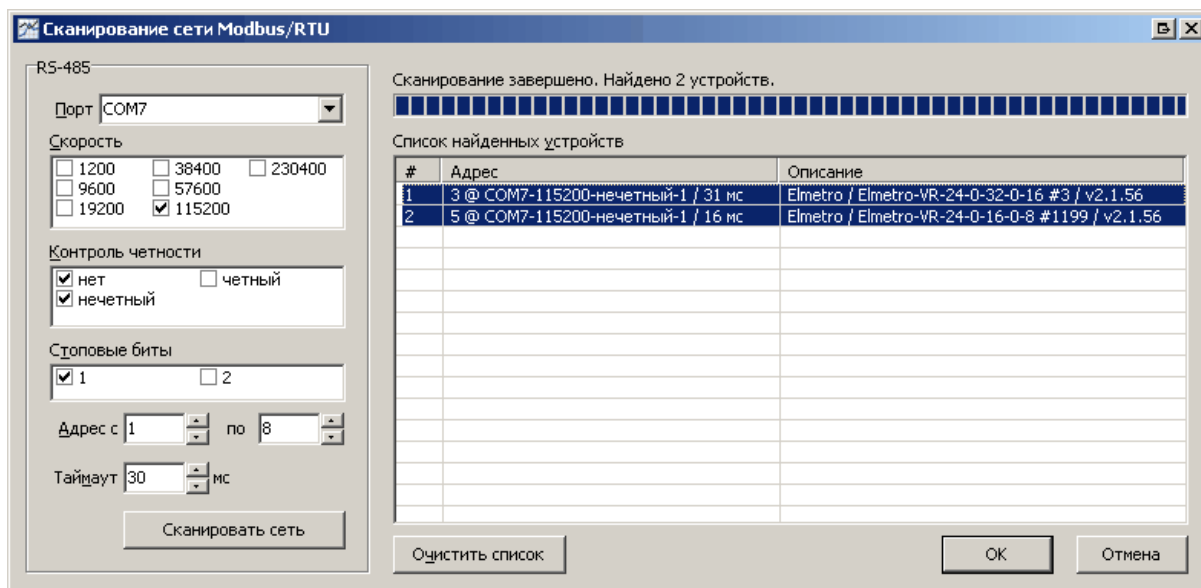 Сканирование сети Modbus/RTU
RS-485
Порт COM7
Скорость
1200 38400 230400
9600 57600
19200 115200
Контроль четности
нет четный
нечетный
Стоповые биты
1 2
Адрес с 1 по 8
Таймаут 30 мс
Сканировать сеть
Сканирование завершено. Найдено 2 устройств.
Список найденных устройств
# Адрес Описание
1 3 @ COM7-115200-нечетный-1 / 31 мс Elmetro / Elmetro-VR-24-0-32-0-16 #3 / v2.1.56
2 5 @ COM7-115200-нечетный-1 / 16 мс Elmetro / Elmetro-VR-24-0-16-0-8 #1199 / v2.1.56
Очистить список OK Отмена